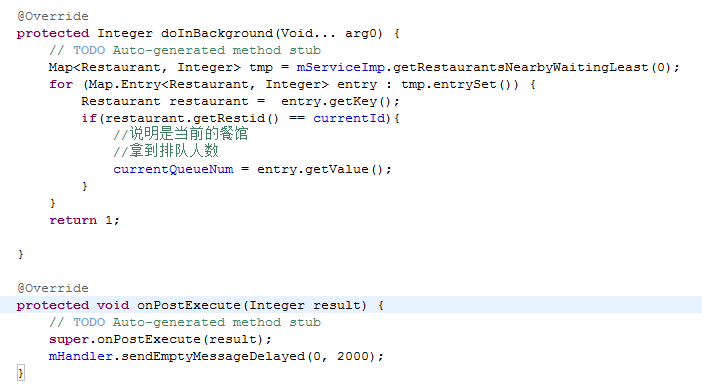 @Override
protected Integer doInBackground(Void... arg0) {
// TODO Auto-generated method stub
Map<Restaurant, Integer> tmp = mServiceImp.getRestaurantsNearbyWaitingLeast(0);
for (Map.Entry<Restaurant, Integer> entry : tmp.entrySet()) {
Restaurant restaurant =  entry.getKey();
if(restaurant.getRestid() == currentId){
//说明是当前的餐馆
//拿到排队人数
currentQueueNum = entry.getValue();
}
}
return 1;
}
@Override
protected void onPostExecute(Integer result) {
// TODO Auto-generated method stub
super.onPostExecute(result);
mHandler.sendEmptyMessageDelayed(0, 2000);
}